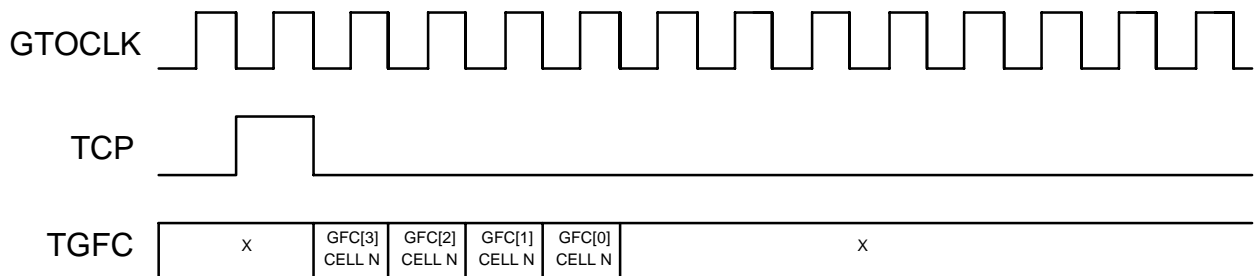 GTOCLK
TCP
TGFC
X
GFC[3]
CELL N
GFC[2]
CELL N
GFC[1]
CELL N
GFC[0]
CELL N
X